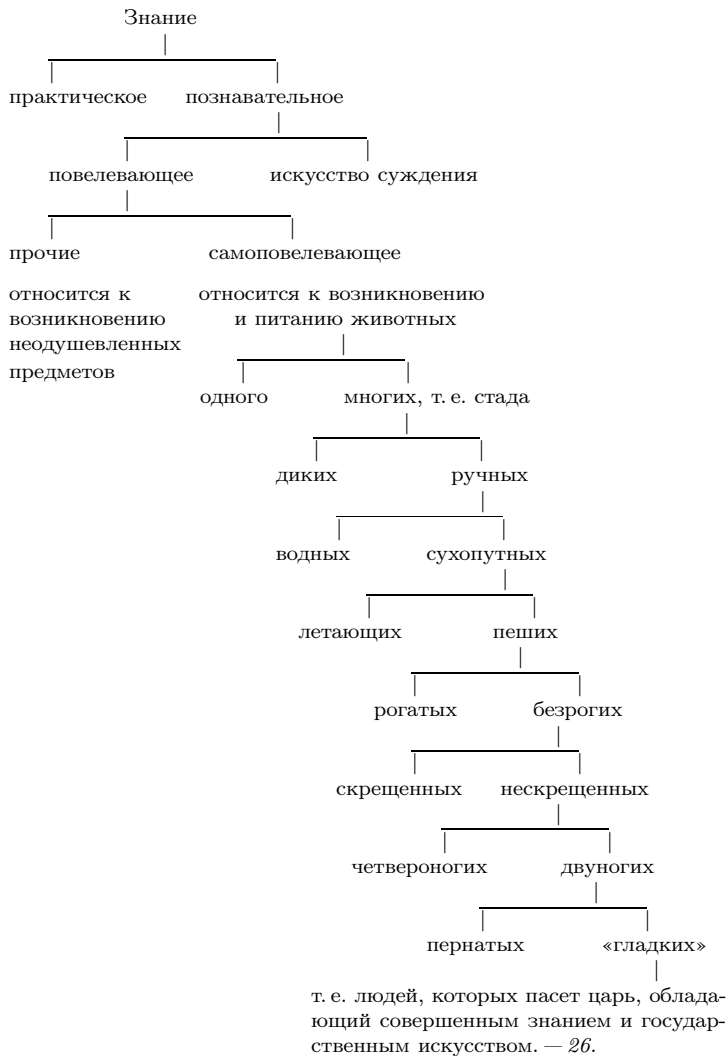 Знание
практическое познавательное
повелевающее искусство суждения
прочие самоповелевающее
относится к относится к возникновению
возникновению и питанию животных
неодушевленных
предметов
одного многих, т. е. стада
диких ручных
водных сухопутных
летающих пеших
рогатых безрогих
скрещенных нескрещенных
четвероногих двуногих
пернатых «гладких»
т. е. людей, которых пасет царь, облада-
ющий совершенным знанием и государ-
ственным искусством. — 26.